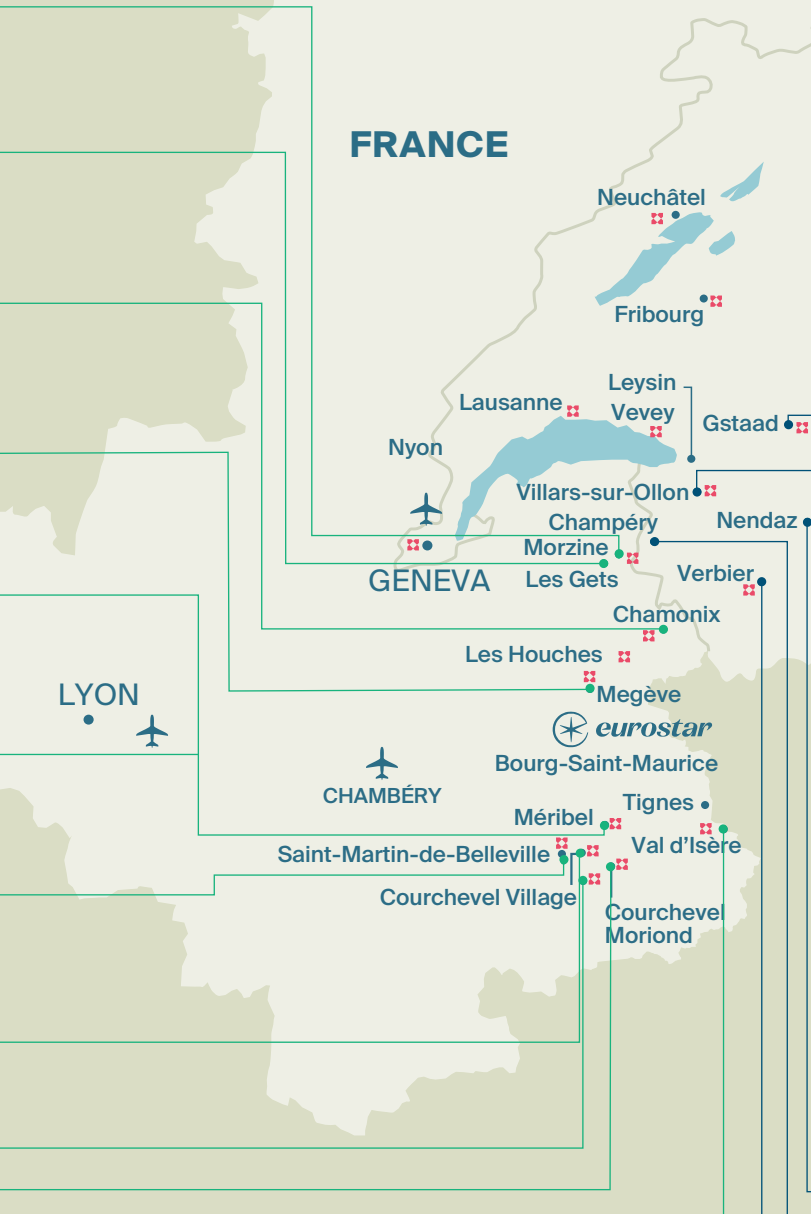 FRANCE
Neuchâtel
Fribourg
Leysin
Lausanne
Vevey
Gstaad
Nyon
Villars-sur-Ollon
Champéry
Nendaz
Morzine
GENEVA
Les Gets
Verbier
Chamonix
Les Houches
LYON
Megève
eurostar
Bourg-Saint-Maurice
CHAMBÉRY
Tignes
Méribel
Val d'Isère
Saint-Martin-de-Belleville
Courchevel Village
Courchevel
Moriond